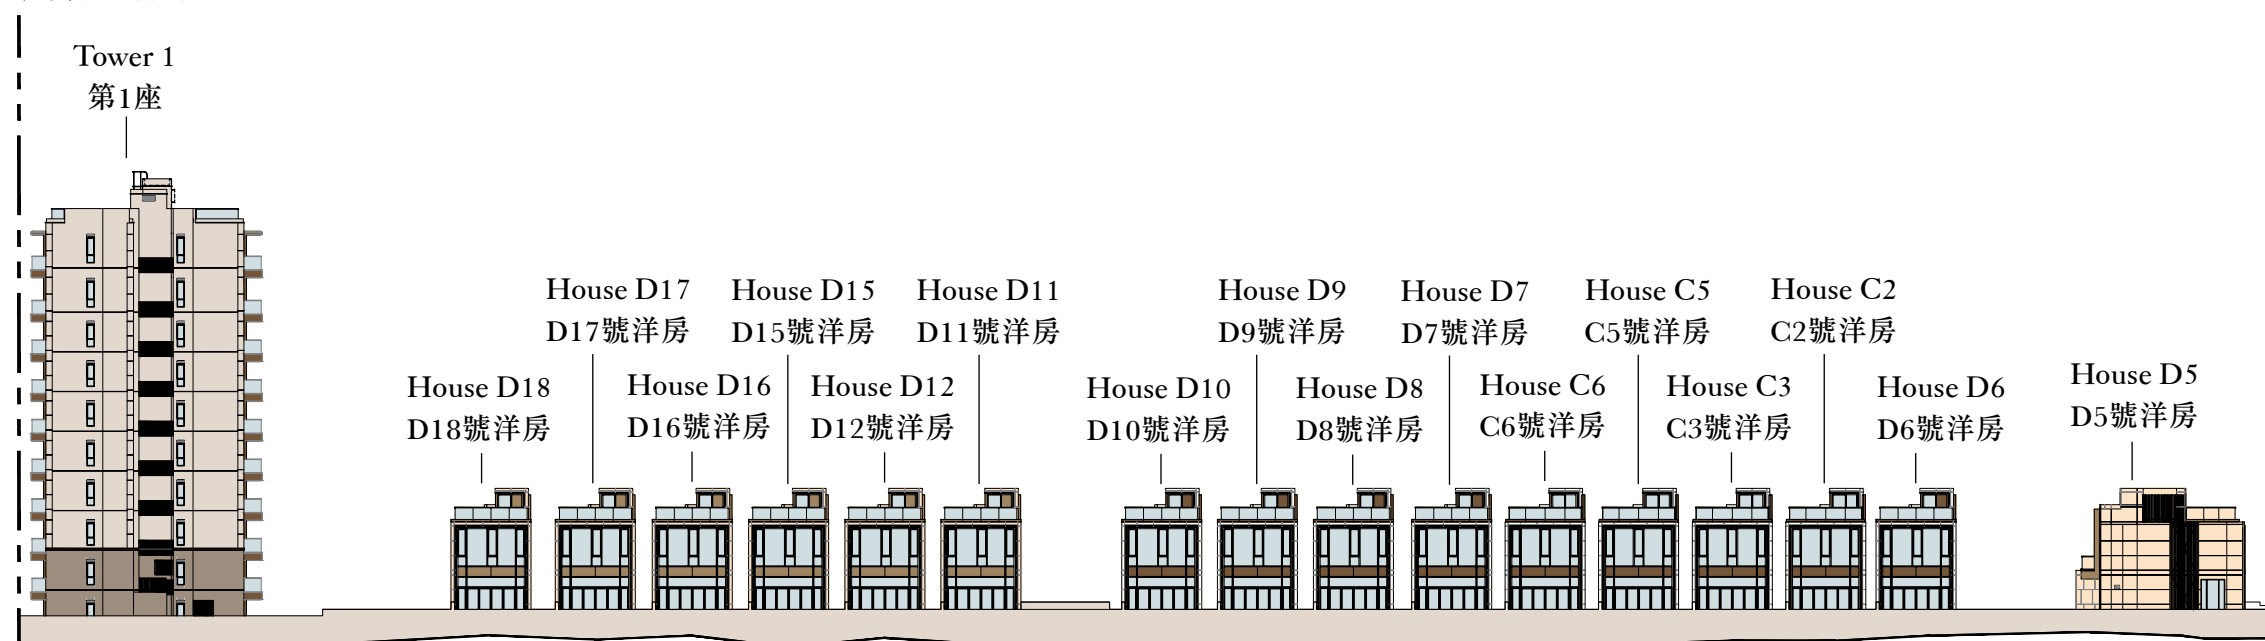 Tower 1
第1座
House D17
D17號洋房
House D15
D15號洋房
House D11
D11號洋房
House D9
D9號洋房
House D7
D7號洋房
House C5
C5號洋房
House C2
C2號洋房
House D18
D18號洋房
House D16
D16號洋房
House D12
D12號洋房
House D10
D10號洋房
House D8
D8號洋房
House C6
C6號洋房
House C3
C3號洋房
House D6
D6號洋房
House D5
D5號洋房